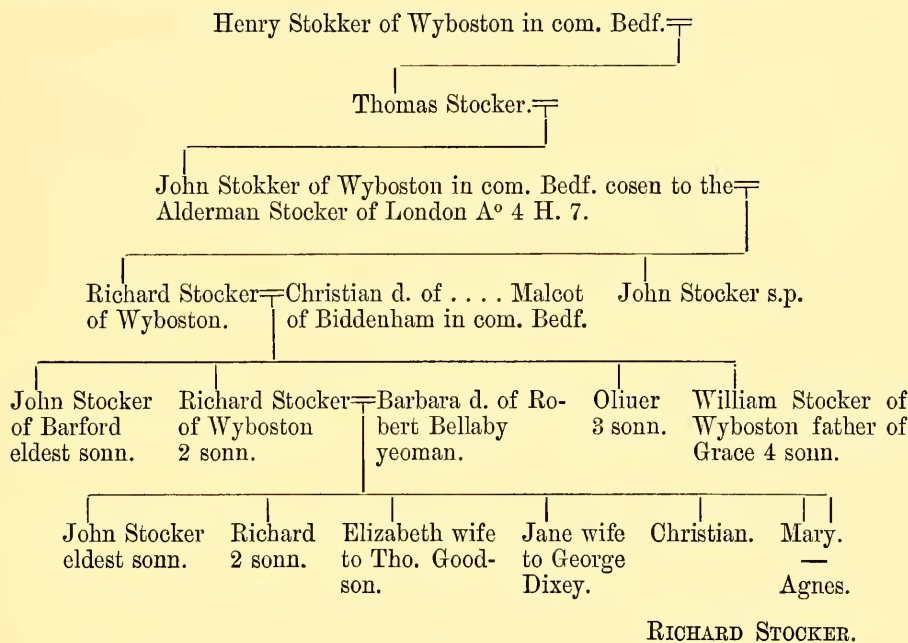 Henry Stokker of Wyboston in com. Bedf.
Thomas Stocker.
John Stokker of Wyboston in com. Bedf. cosen to the
Alderman Stocker of London Aº 4 H. 7.
Richard Stocker
of Wyboston.
Christian d. of . . . . Malcot
of Biddenham in com. Bedf.
John Stocker s.p.
John Stocker
of Barford
eldest sonn.
Richard Stocker
of Wyboston
2 sonn.
Barbara d. of Ro-
bert Bellaby
yeoman.
Oliuer
3 sonn.
William Stocker of
Wyboston father of
Grace 4 sonn.
John Stocker
eldest sonn.
Richard
2 sonn.
Elizabeth wife
to Tho. Good-
son.
Jane wife
to George
Dixey.
Christian.
Mary.
—
Agnes.
RICHARD STOCKER.